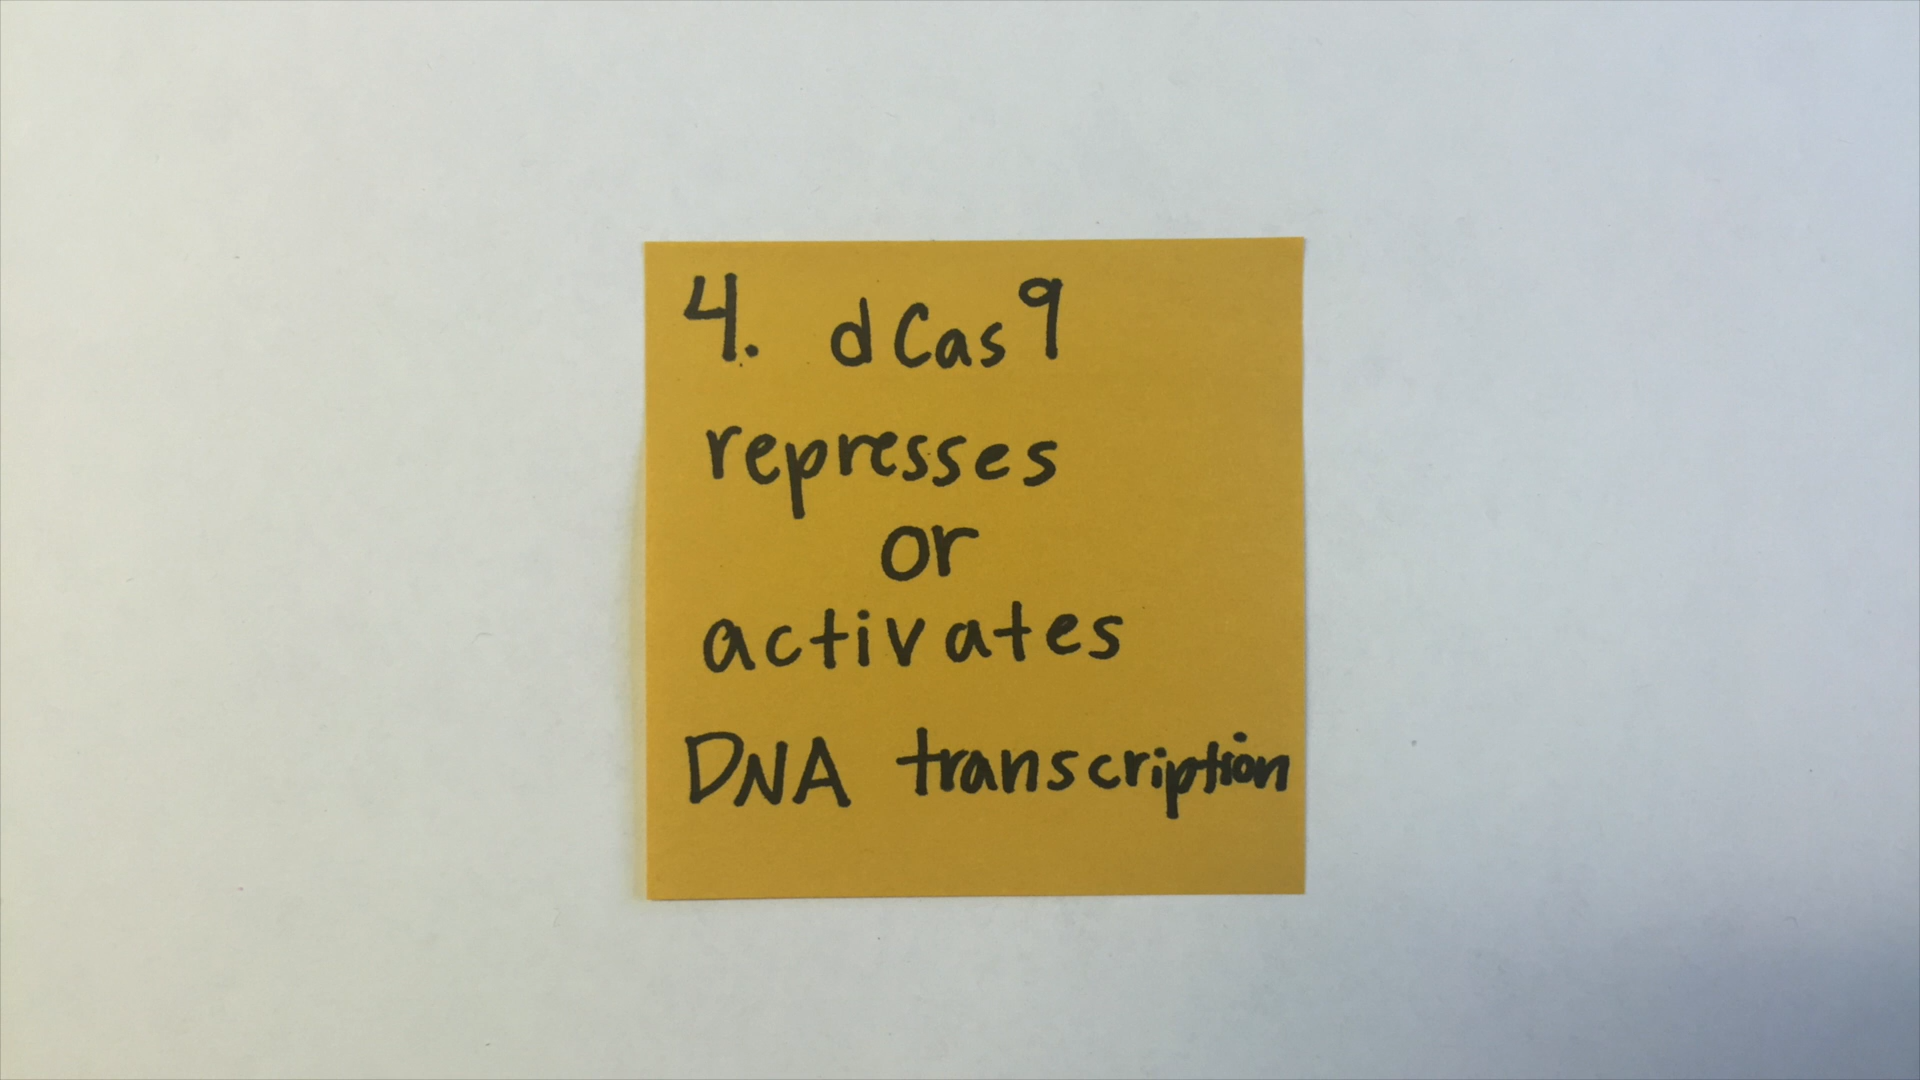 4. dCas9
represses
or
activates
DNA transcription